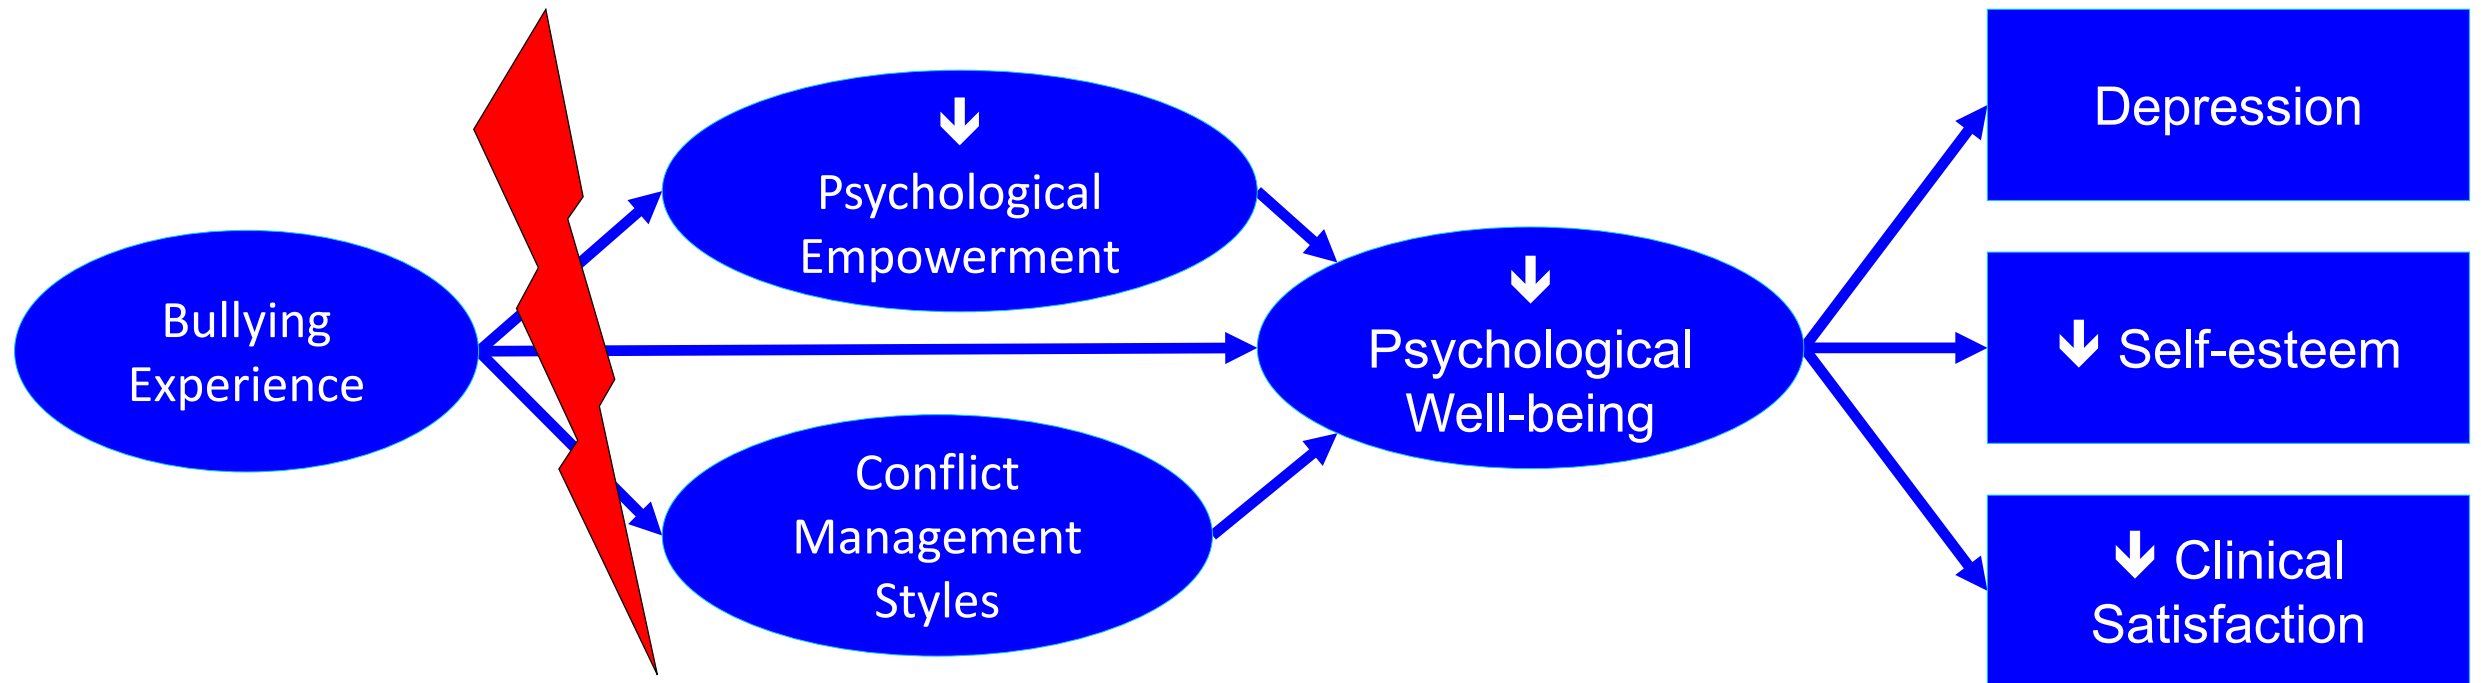 Bullying
Experience
🡻
Psychological
Empowerment
Conflict
Management
Styles
🡻
Psychological
Well-being
Depression
🡻 Self-esteem
🡻 Clinical
Satisfaction